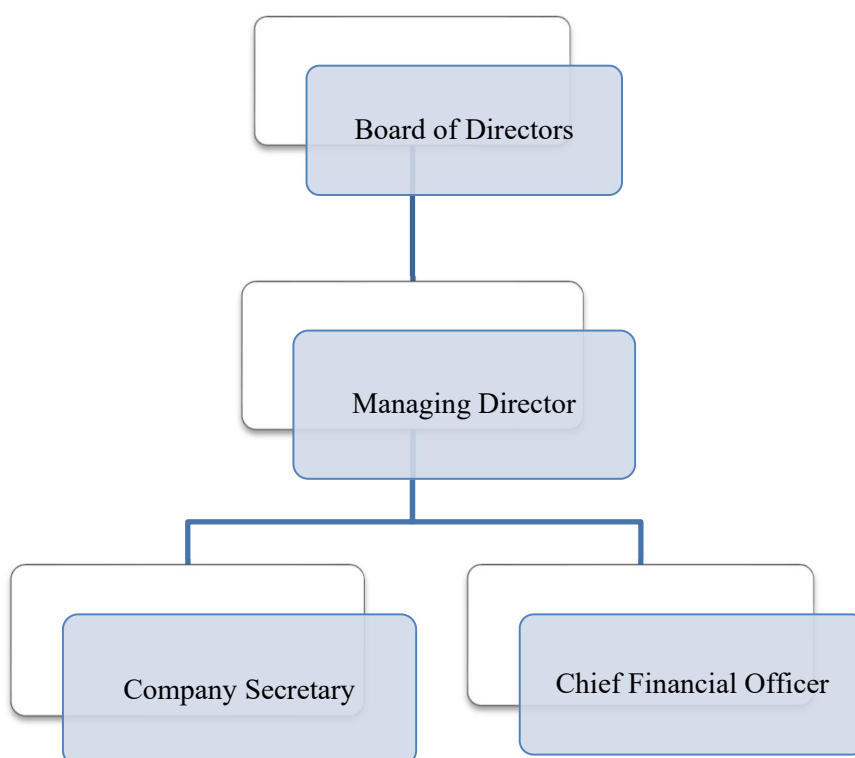 Board of Directors
Managing Director
Company Secretary
Chief Financial Officer